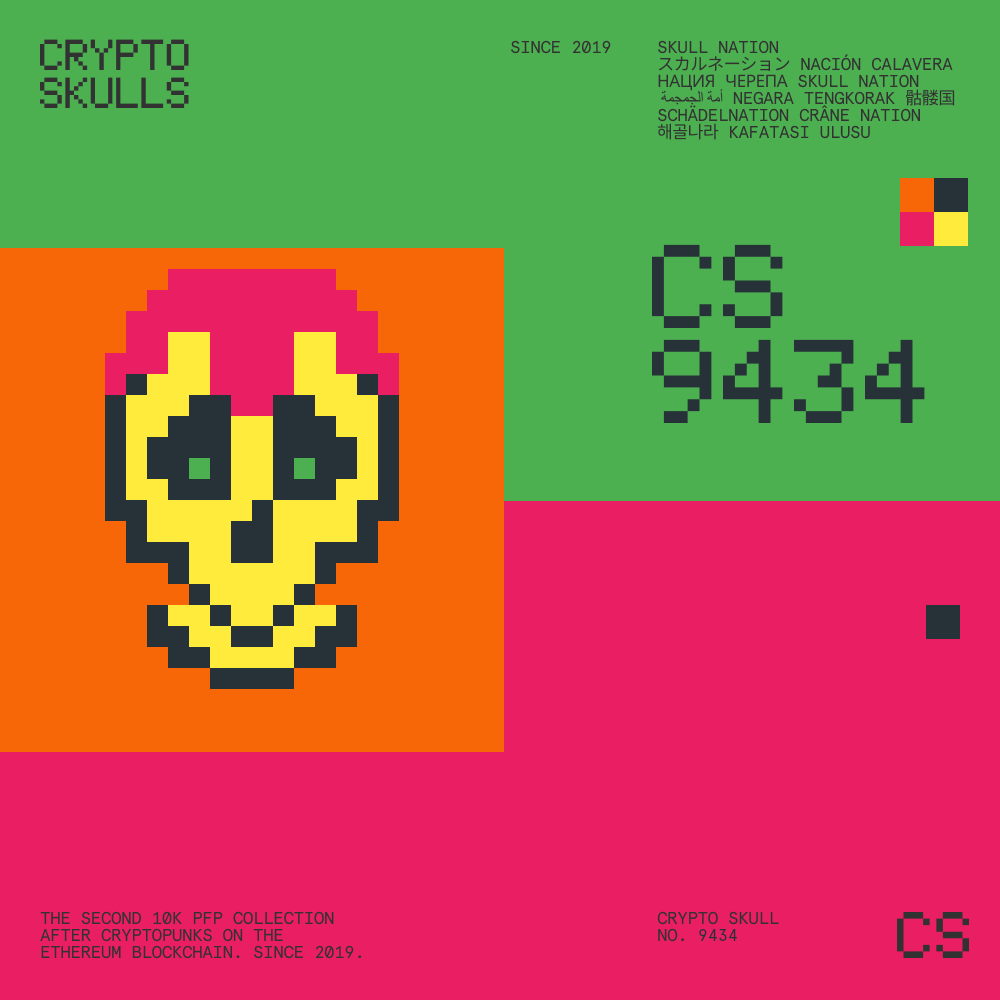 CRYPTO
SKULLS
SINCE 2019
SKULL NATION
スカルネーション NACIÓN CALAVERA
НАЦИЯ ЧЕРЕПА SKULL NATION
أمة الجمجمة NEGARA TENGKORAK 骷髅国
SCHÄDELNATION CRÂNE NATION
해골나라 KAFATASI ULUSU
CS
9434
THE SECOND 10K PFP COLLECTION
AFTER CRYPTOPUNKS ON THE
ETHEREUM BLOCKCHAIN. SINCE 2019.
CRYPTO SKULL
NO. 9434
CS